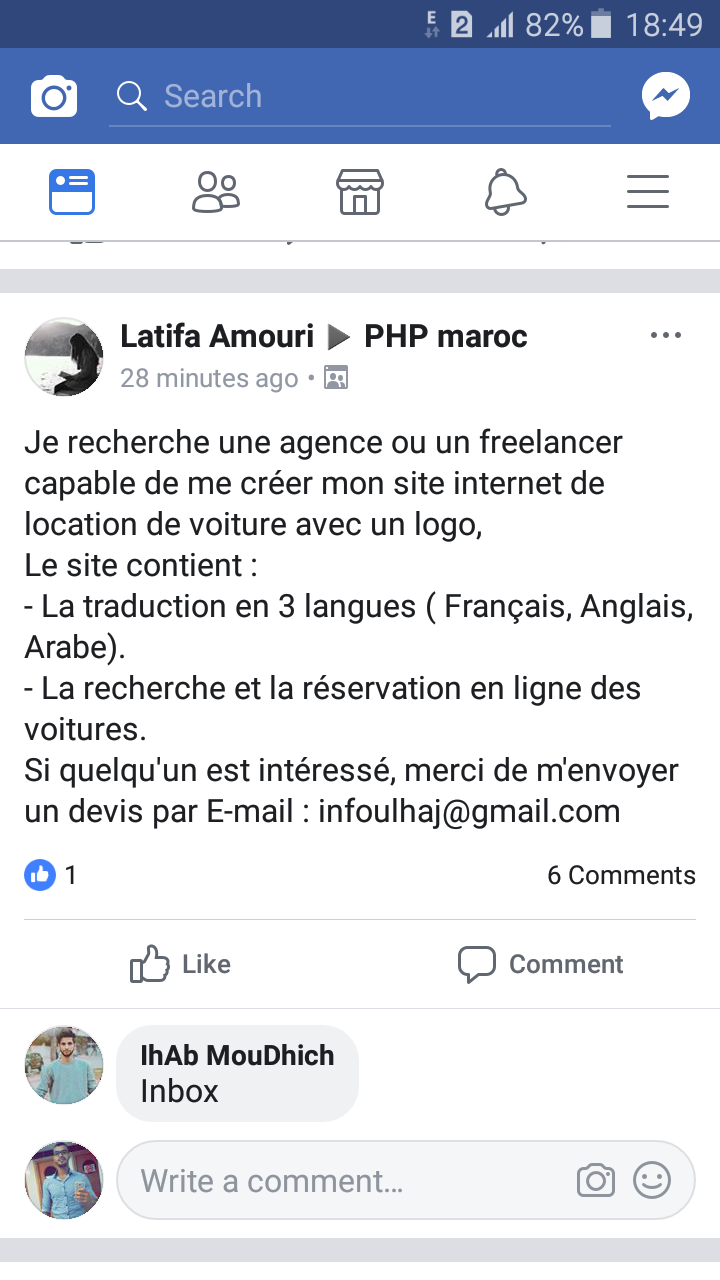 E 2 82% 18:49
Search
Latifa Amouri ▶ PHP maroc
28 minutes ago •
Je recherche une agence ou un freelancer
capable de me créer mon site internet de
location de voiture avec un logo,
Le site contient :
- La traduction en 3 langues ( Français, Anglais,
Arabe).
- La recherche et la réservation en ligne des
voitures.
Si quelqu'un est intéressé, merci de m'envoyer
un devis par E-mail : infoulhaj@gmail.com
1 6 Comments
Like Comment
IhAb MouDhich
Inbox
Write a comment...